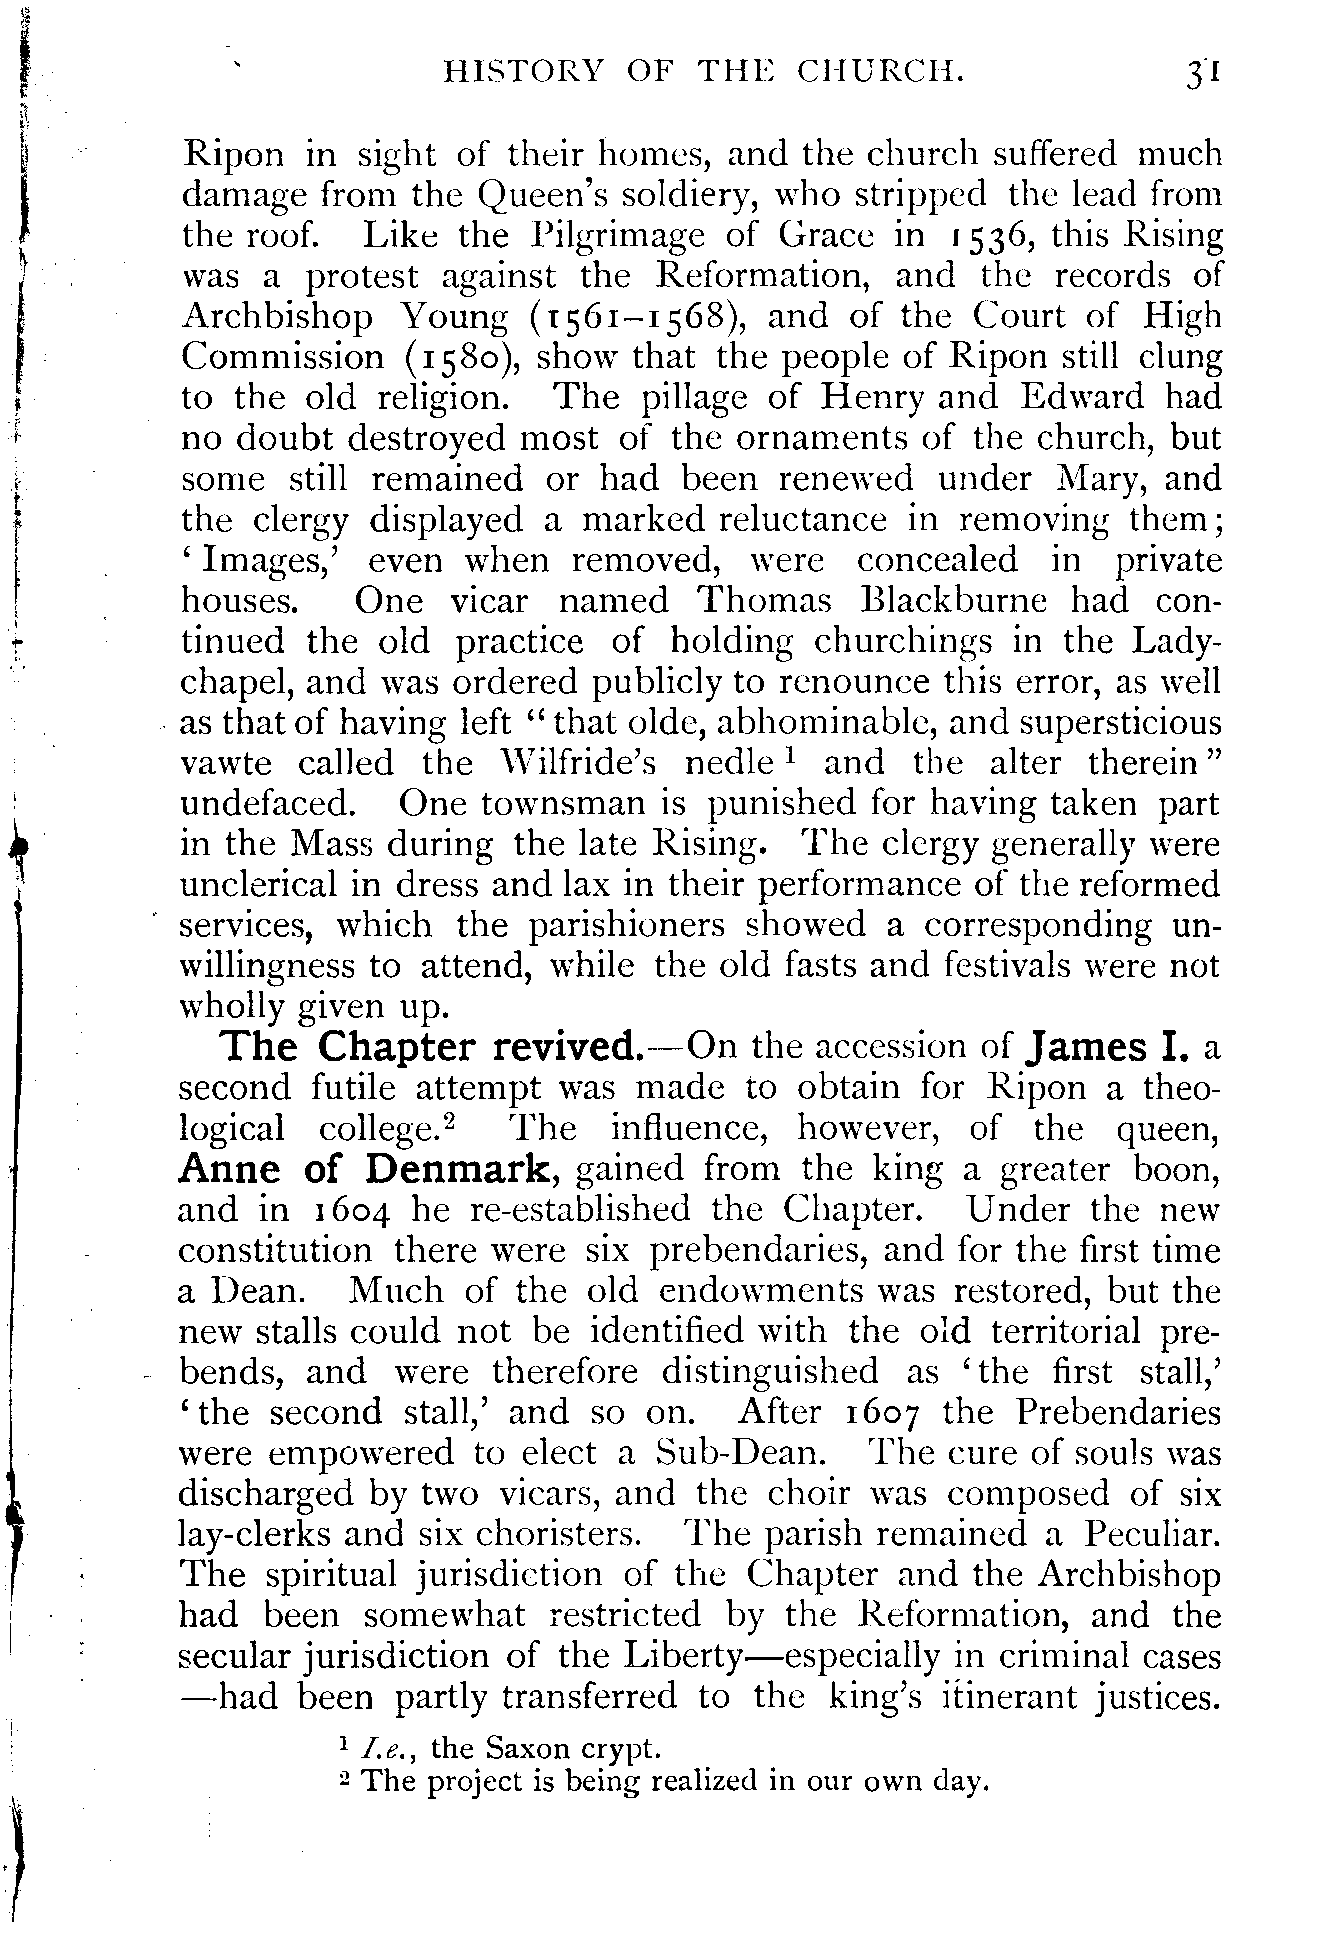 HISTORY OF THE CHURCH. 31
Ripon in sight of their homes, and the church suffered much
damage from the Queen's soldiery, who stripped the lead from
the roof. Like the Pilgrimage of Grace in 1536, this Rising
was a protest against the Reformation, and the records of
Archbishop Young (1561–1568), and of the Court of High
Commission (1580), show that the people of Ripon still clung
to the old religion. The pillage of Henry and Edward had
no doubt destroyed most of the ornaments of the church, but
some still remained or had been renewed under Mary, and
the clergy displayed a marked reluctance in removing them;
‘Images,’ even when removed, were concealed in private
houses. One vicar named Thomas Blackburne had con-
tinued the old practice of holding churchings in the Lady-
chapel, and was ordered publicly to renounce this error, as well
as that of having left “that olde, abhominable, and supersticious
vawte called the Wilfride's nedle ¹ and the alter therein”
undefaced. One townsman is punished for having taken part
in the Mass during the late Rising. The clergy generally were
unclerical in dress and lax in their performance of the reformed
services, which the parishioners showed a corresponding un-
willingness to attend, while the old fasts and festivals were not
wholly given up.
The Chapter revived.—On the accession of James I. a
second futile attempt was made to obtain for Ripon a theo-
logical college.² The influence, however, of the queen,
Anne of Denmark, gained from the king a greater boon,
and in 1604 he re-established the Chapter. Under the new
constitution there were six prebendaries, and for the first time
a Dean. Much of the old endowments was restored, but the
new stalls could not be identified with the old territorial pre-
bends, and were therefore distinguished as ‘the first stall,’
‘the second stall,’ and so on. After 1607 the Prebendaries
were empowered to elect a Sub-Dean. The cure of souls was
discharged by two vicars, and the choir was composed of six
lay-clerks and six choristers. The parish remained a Peculiar.
The spiritual jurisdiction of the Chapter and the Archbishop
had been somewhat restricted by the Reformation, and the
secular jurisdiction of the Liberty—especially in criminal cases
—had been partly transferred to the king's itinerant justices.
¹ I.e., the Saxon crypt.
² The project is being realized in our own day.